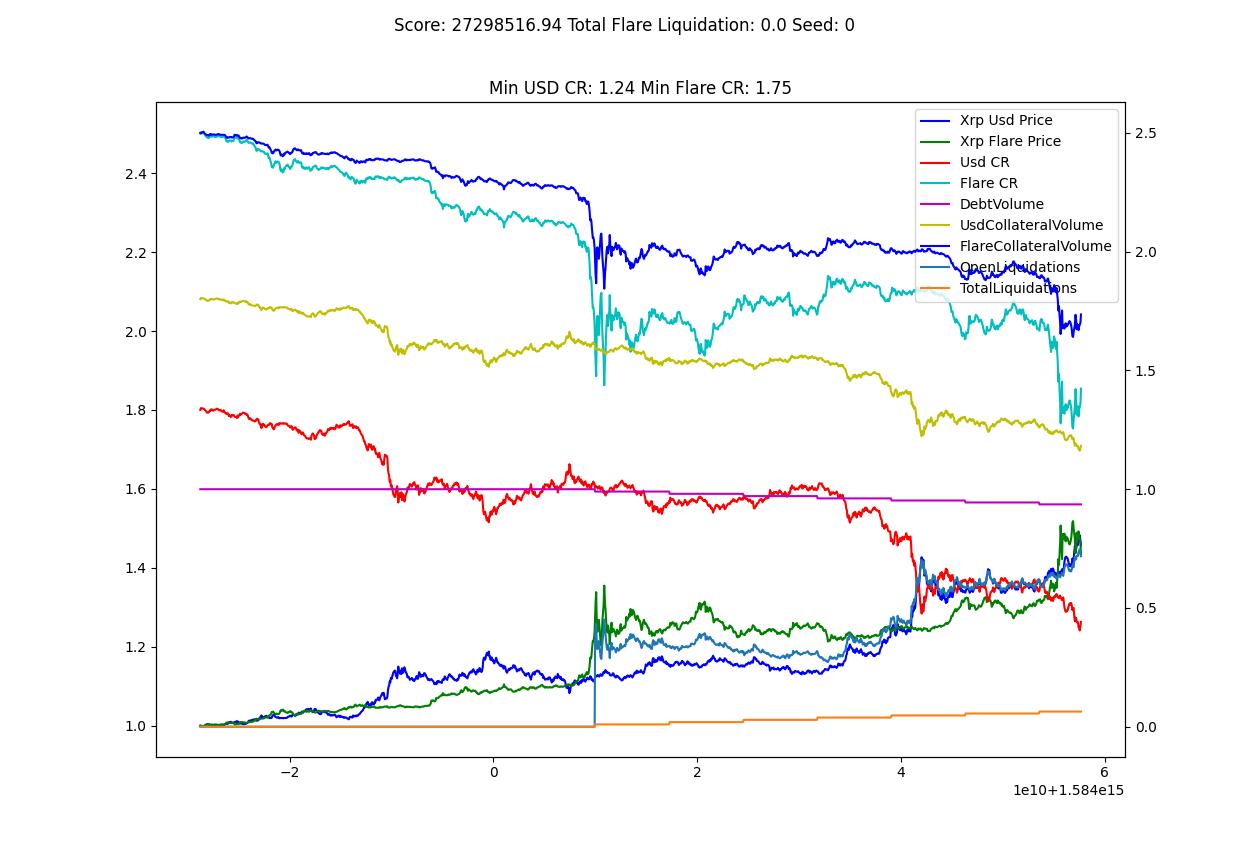 Score: 27298516.94 Total Flare Liquidation: 0.0 Seed: 0
Min USD CR: 1.24 Min Flare CR: 1.75
Xrp Usd Price
Xrp Flare Price
Usd CR
Flare CR
DebtVolume
UsdCollateralVolume
FlareCollateralVolume
OpenLiquidations
TotalLiquidations
2.4
2.2
2.0
1.8
1.6
1.4
1.2
1.0
2.5
2.0
1.5
1.0
0.5
0.0
−2
0
2
4
6
1e10+1.584e15